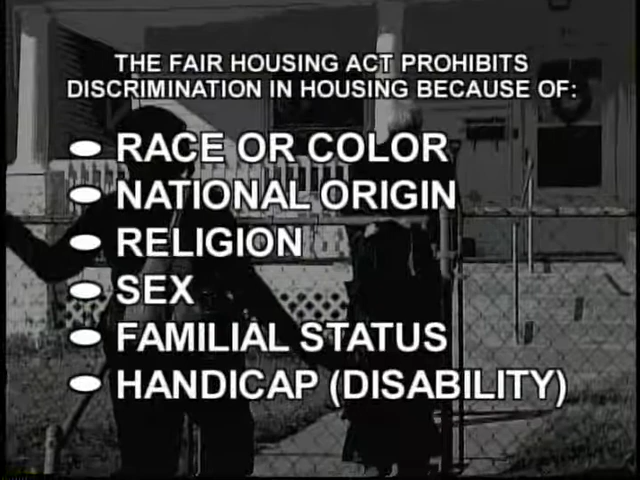 THE FAIR HOUSING ACT PROHIBITS
DISCRIMINATION IN HOUSING BECAUSE OF:
RACE OR COLOR
NATIONAL ORIGIN
RELIGION
SEX
FAMILIAL STATUS
HANDICAP (DISABILITY)